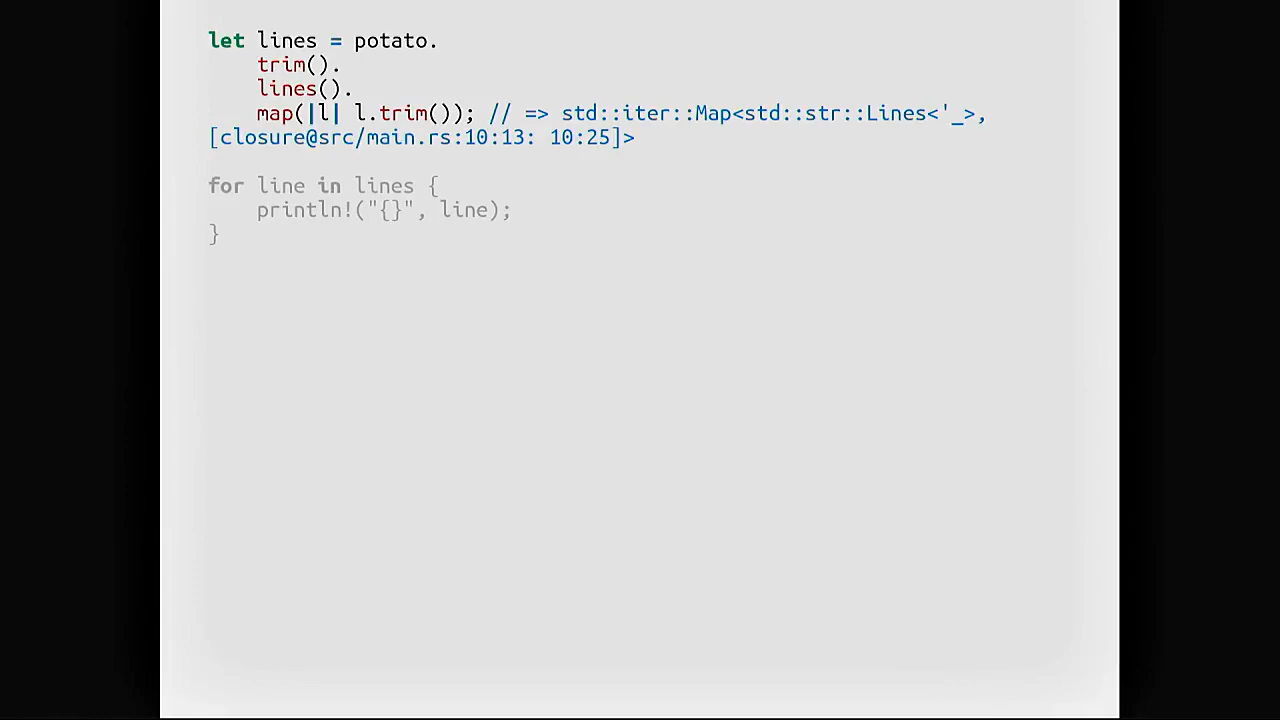 let lines = potato.
    trim().
    lines().
    map(|l| l.trim()); // => std::iter::Map<std::str::Lines<'_>,
[closure@src/main.rs:10:13: 10:25]>
for line in lines {
    println!("{}", line);
}